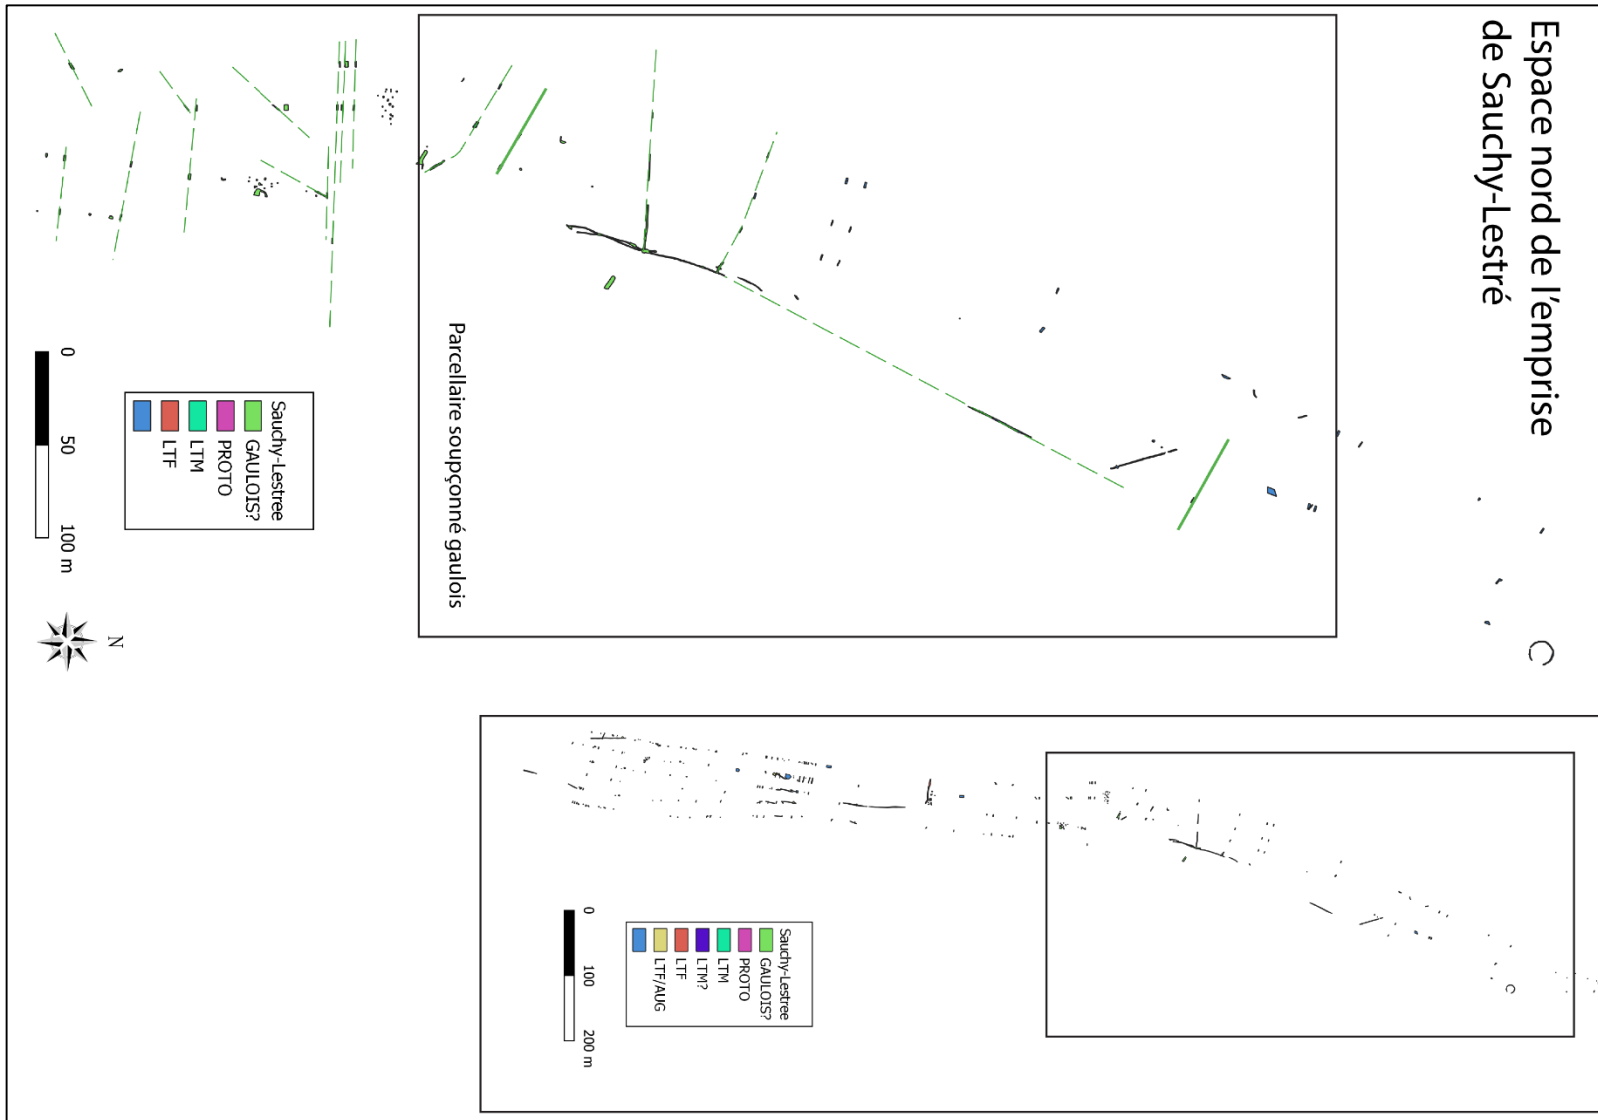 Espace nord de l'emprise
de Sauchy-Lestré
Parcellaire soupçonné gaulois
0
50
100 m
Sauchy-Lestree
GAULOIS?
PROTO
LTM
LTF
N
0
100
200 m
Sauchy-Lestree
GAULOIS?
PROTO
LTM
LTM?
LTF
LTF/AUG